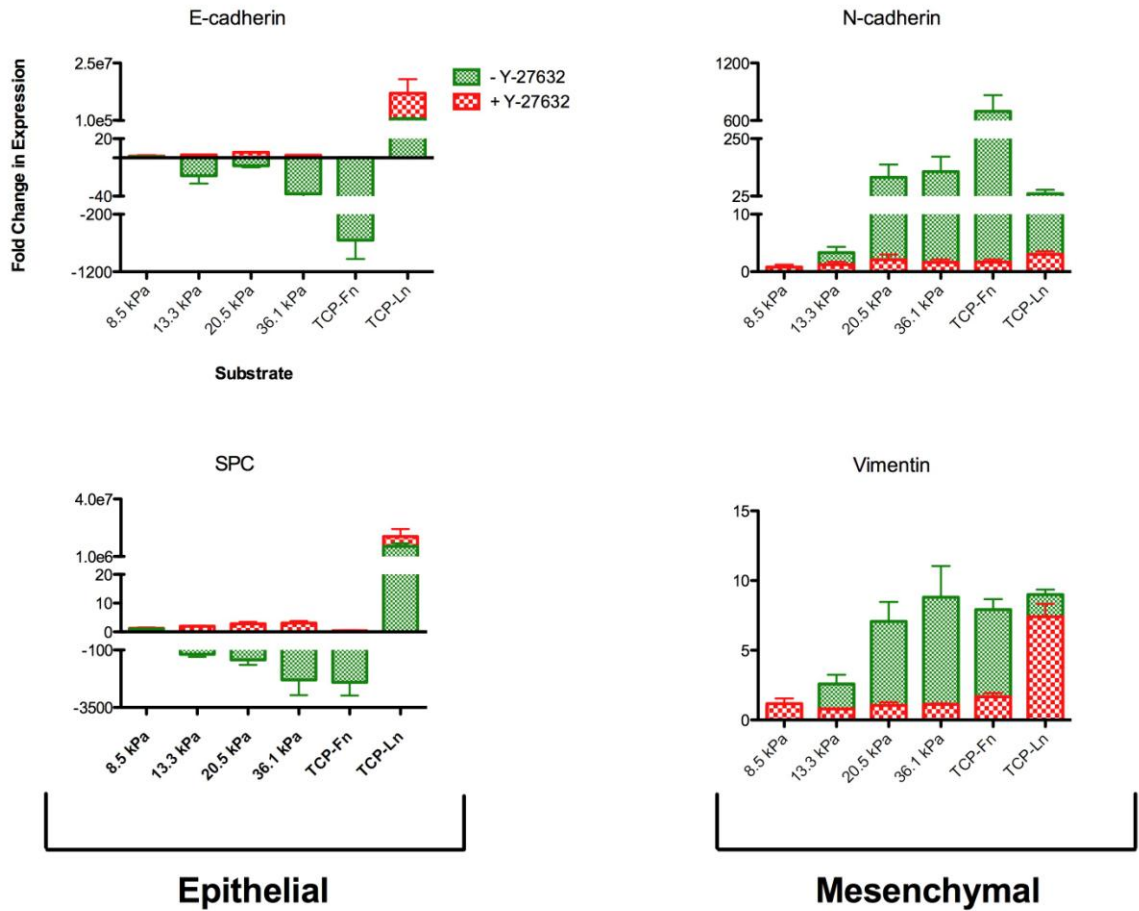 E-cadherin
Fold Change in Expression
2.5e7
1.0e5
20
-40
-200
-1200
8.5 kPa
13.3 kPa
20.5 kPa
36.1 kPa
TCP-Fn
TCP-Ln
Substrate
- Y-27632
+ Y-27632
N-cadherin
1200
600
250
25
10
0
8.5 kPa
13.3 kPa
20.5 kPa
36.1 kPa
TCP-Fn
TCP-Ln
SPC
4.0e7
1.0e6
20
10
0
-100
-3500
8.5 kPa
13.3 kPa
20.5 kPa
36.1 kPa
TCP-Fn
TCP-Ln
Vimentin
15
10
5
0
8.5 kPa
13.3 kPa
20.5 kPa
36.1 kPa
TCP-Fn
TCP-Ln
Epithelial
Mesenchymal